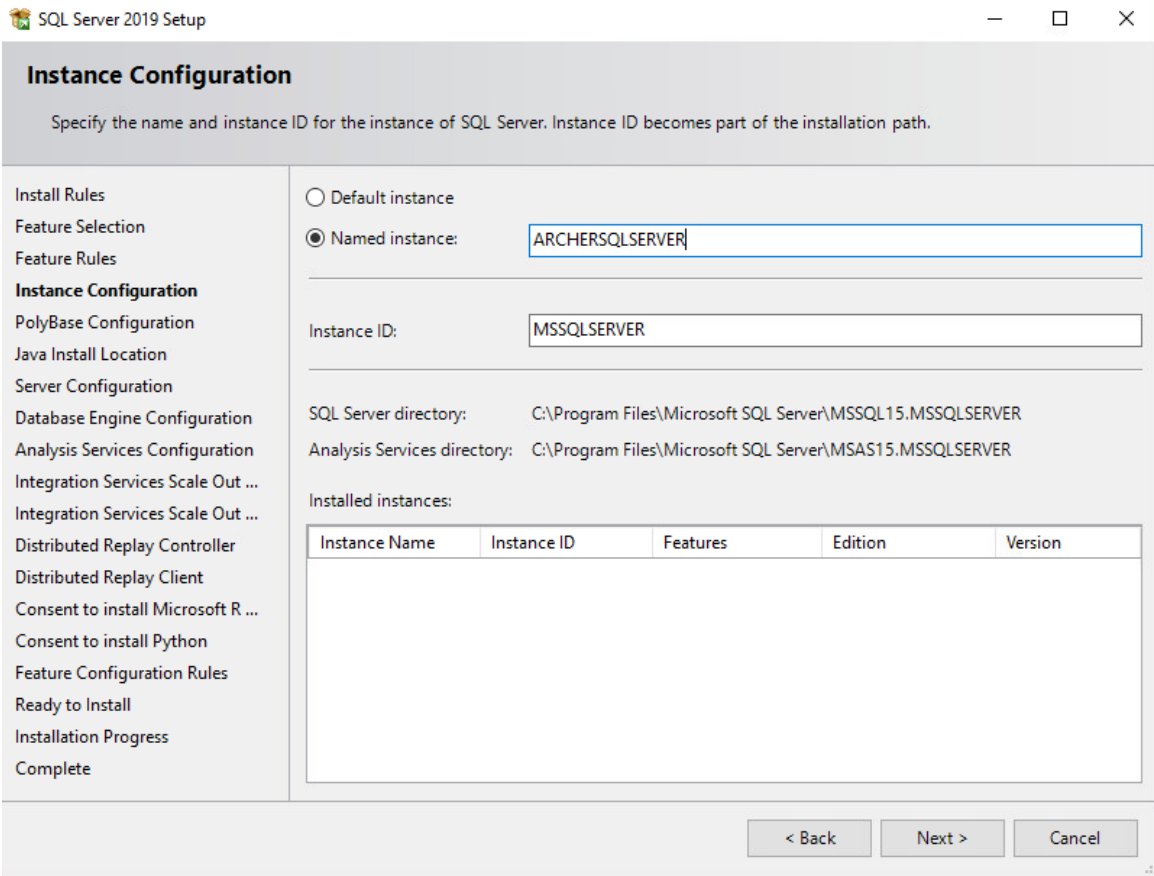 SQL Server 2019 Setup
Instance Configuration
Specify the name and instance ID for the instance of SQL Server. Instance ID becomes part of the installation path.
Install Rules
Feature Selection
Feature Rules
Instance Configuration
PolyBase Configuration
Java Install Location
Server Configuration
Database Engine Configuration
Analysis Services Configuration
Integration Services Scale Out ...
Integration Services Scale Out ...
Distributed Replay Controller
Distributed Replay Client
Consent to install Microsoft R ...
Consent to install Python
Feature Configuration Rules
Ready to Install
Installation Progress
Complete
Default instance
Named instance: ARCHERSQLSERVER
Instance ID: MSSQLSERVER
SQL Server directory: C:\Program Files\Microsoft SQL Server\MSSQL15.MSSQLSERVER
Analysis Services directory: C:\Program Files\Microsoft SQL Server\MSAS15.MSSQLSERVER
Installed instances:
Instance Name Instance ID Features Edition Version
< Back Next > Cancel